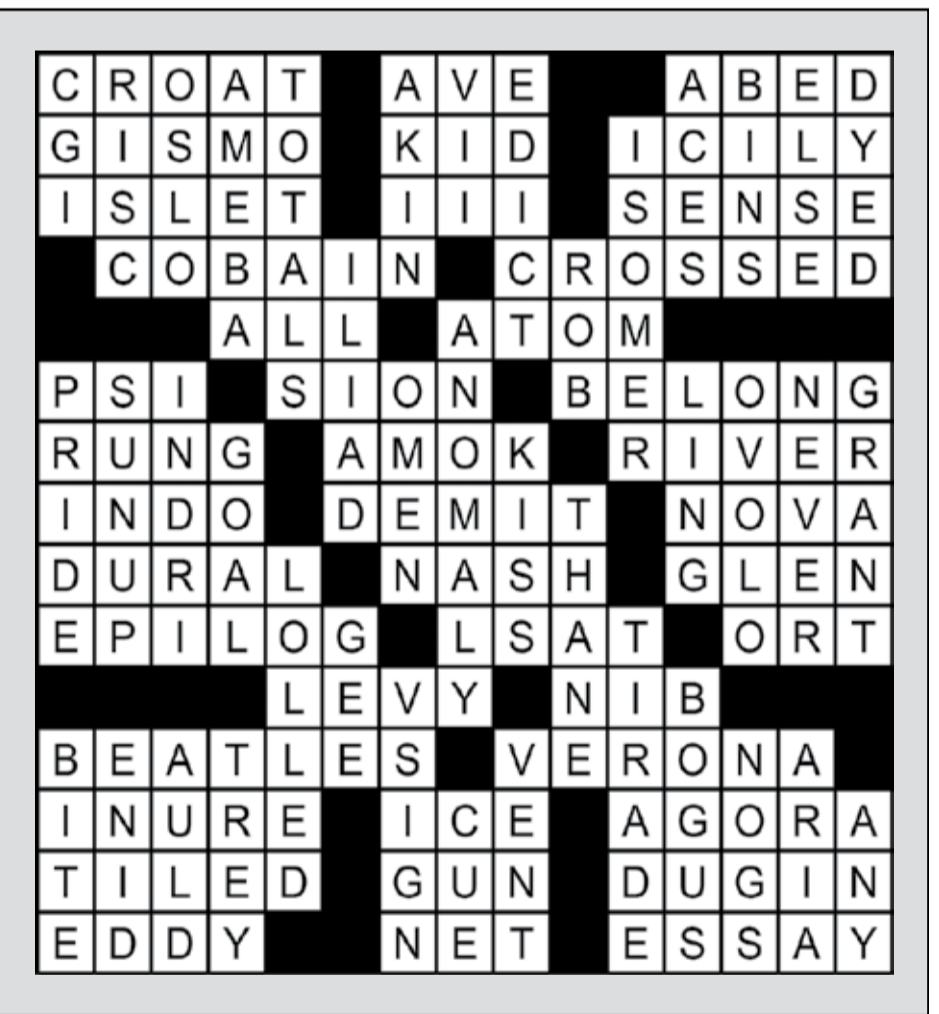 CROAT AVE ABED
GISMO KID ICILY
ISLET III SENSE
COBAIN CROSSED
ALL ATOM
PSI SION BELONG
RUNG AMOK RIVER
INDO DEMIT NOVA
DURAL NASH GLEN
EPILOG LSAT ORT
LEVY NIB
BEATLES VERONA
INURE ICE AGORA
TILED GUN DUGIN
EDDY NET ESSAY